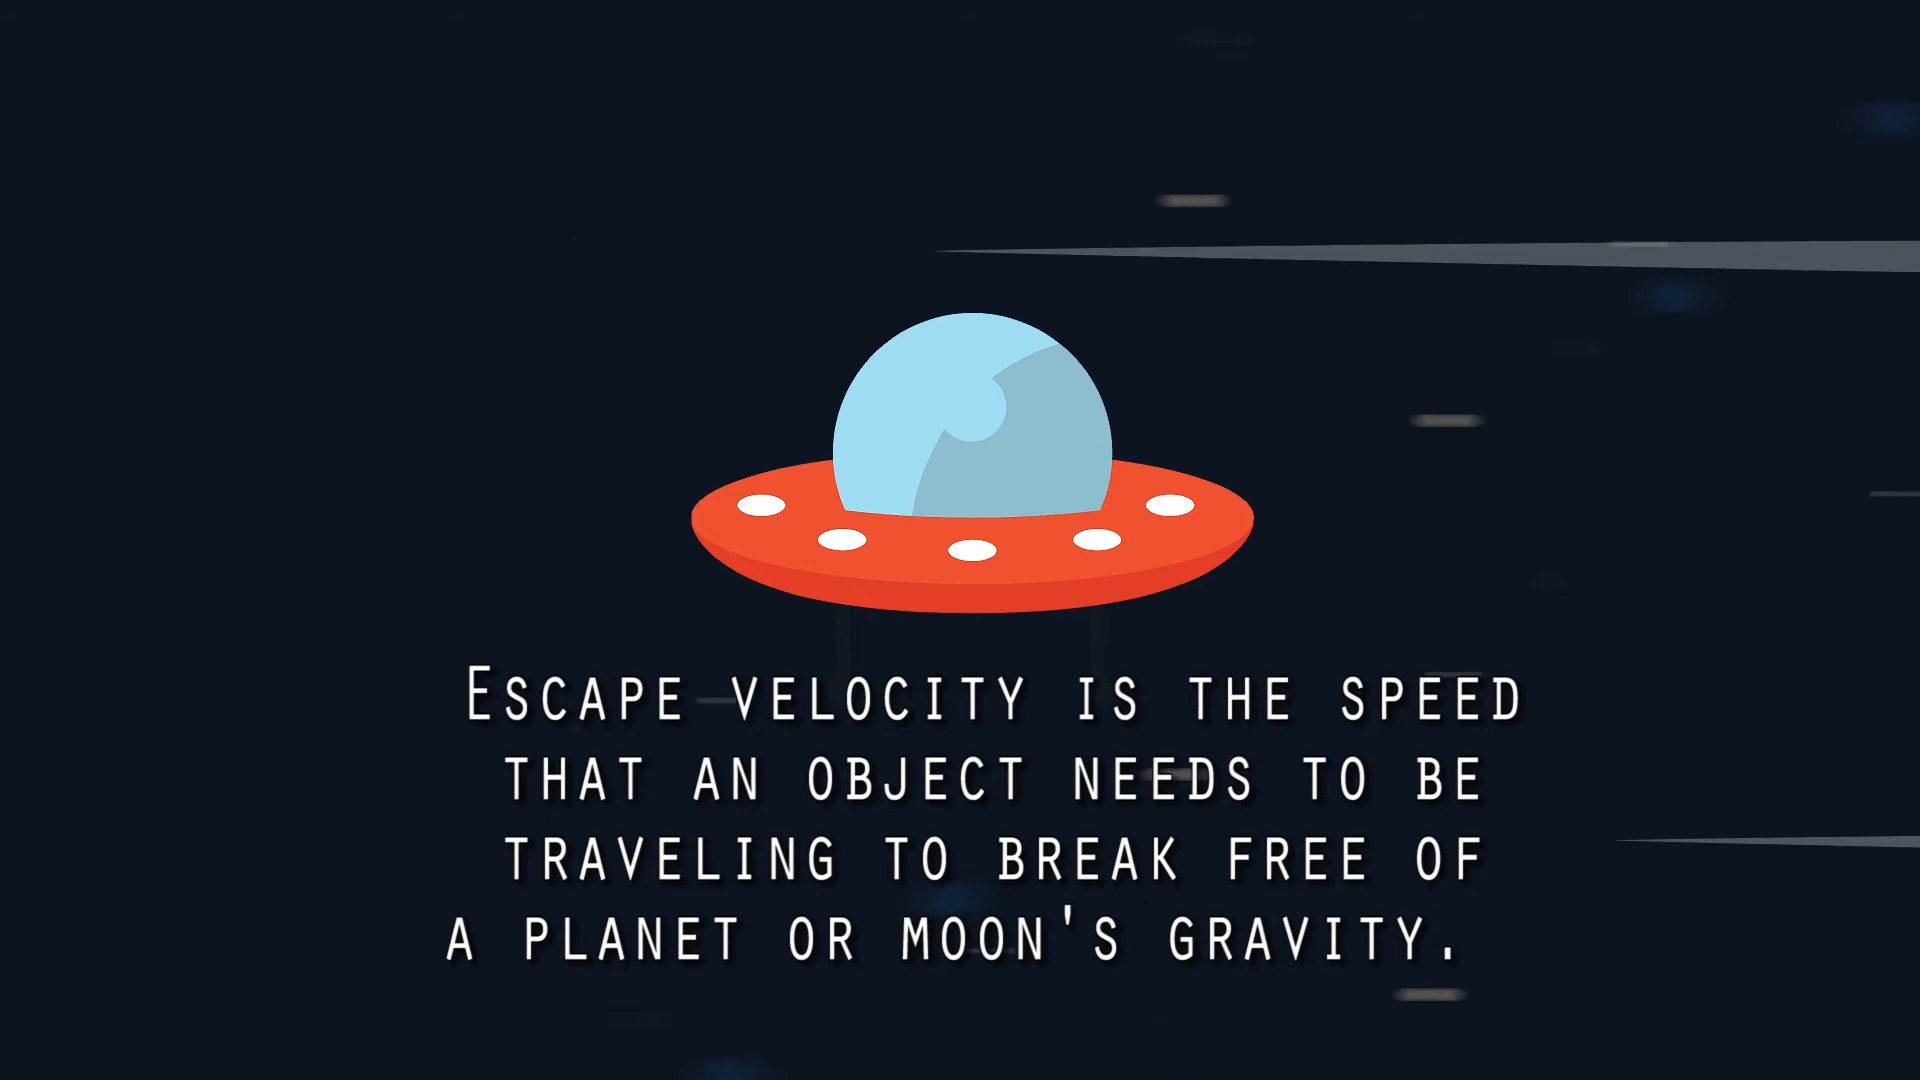 Escape velocity is the speed
that an object needs to be
traveling to break free of
a planet or moon's gravity.